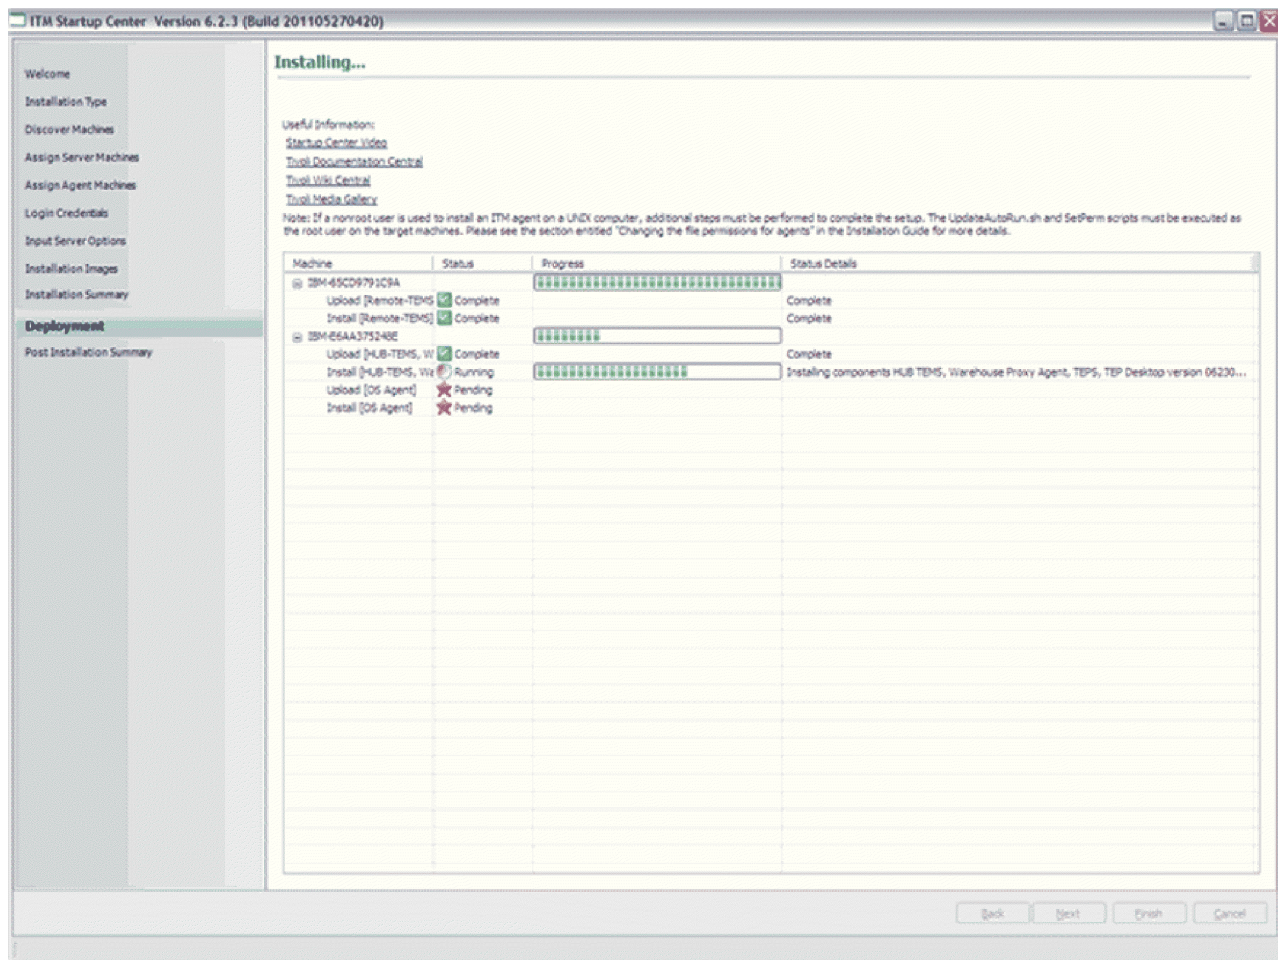 ITM Startup Center Version 6.2.3 (Build 201105270420)
Welcome
Installation Type
Discover Machines
Assign Server Machines
Assign Agent Machines
Login Credentials
Input Server Options
Installation Images
Installation Summary
Deployment
Post Installation Summary
Installing...
Useful Information:
Startup Center Video
Tivoli Documentation Central
Tivoli Wiki Central
Tivoli Media Gallery
Note: If a nonroot user is used to install an ITM agent on a UNIX computer, additional steps must be performed to complete the setup. The UpdateAutoRun.sh and SetPerm scripts must be executed as
the root user on the target machines. Please see the section entitled "Changing the file permissions for agents" in the Installation Guide for more details.
Machine Status Progress Status Details
IBM-65CD9791C9A
Upload [Remote-TEMS Complete Complete
Install [Remote-TEMS] Complete Complete
IBM-E6AA375248E
Upload [HUB-TEMS, W Complete Complete
Install [HUB-TEMS, Wa Running Installing components HUB TEMS, Warehouse Proxy Agent, TEPS, TEP Desktop version 06230...
Upload [OS Agent] Pending
Install [OS Agent] Pending
Back Next Finish Cancel